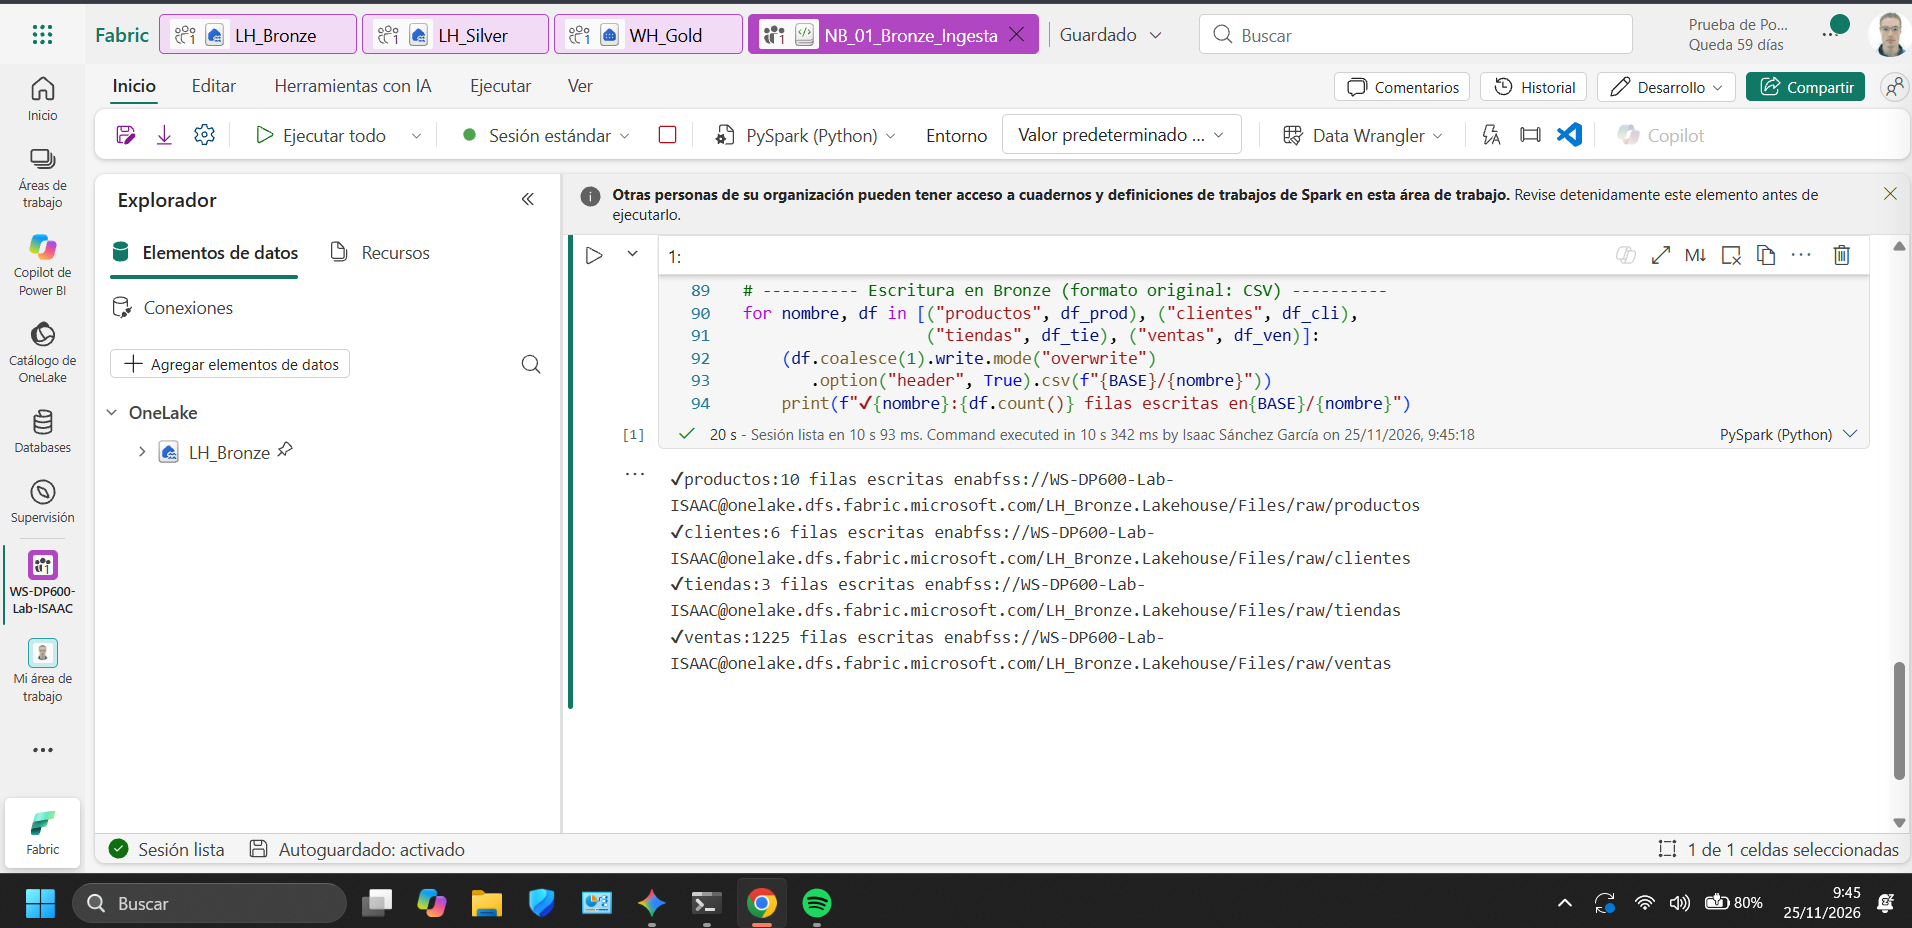 Fabric
LH_Bronze
LH_Silver
WH_Gold
NB_01_Bronze_Ingesta
Guardado
Buscar
Prueba de Po...
Queda 59 días
Inicio
Editar
Herramientas con IA
Ejecutar
Ver
Comentarios
Historial
Desarrollo
Compartir
Ejecutar todo
Sesión estándar
PySpark (Python)
Entorno
Valor predeterminado ...
Data Wrangler
Copilot
Inicio
Áreas de
trabajo
Copilot de
Power BI
Catálogo de
OneLake
Databases
Supervisión
WS-DP600-
Lab-ISAAC
Mi área de
trabajo
Fabric
Explorador
Elementos de datos
Recursos
Conexiones
Agregar elementos de datos
OneLake
LH_Bronze
Otras personas de su organización pueden tener acceso a cuadernos y definiciones de trabajos de Spark en esta área de trabajo. Revise detenidamente este elemento antes de
ejecutarlo.
1:
M↓
89 # ---------- Escritura en Bronze (formato original: CSV) ----------
90 for nombre, df in [("productos", df_prod), ("clientes", df_cli),
91 ("tiendas", df_tie), ("ventas", df_ven)]:
92 (df.coalesce(1).write.mode("overwrite")
93 .option("header", True).csv(f"{BASE}/{nombre}"))
94 print(f"✔{nombre}:{df.count()} filas escritas en{BASE}/{nombre}")
[1]
20 s - Sesión lista en 10 s 93 ms. Command executed in 10 s 342 ms by Isaac Sánchez García on 25/11/2026, 9:45:18
PySpark (Python)
✔productos:10 filas escritas enabfss://WS-DP600-Lab-
ISAAC@onelake.dfs.fabric.microsoft.com/LH_Bronze.Lakehouse/Files/raw/productos
✔clientes:6 filas escritas enabfss://WS-DP600-Lab-
ISAAC@onelake.dfs.fabric.microsoft.com/LH_Bronze.Lakehouse/Files/raw/clientes
✔tiendas:3 filas escritas enabfss://WS-DP600-Lab-
ISAAC@onelake.dfs.fabric.microsoft.com/LH_Bronze.Lakehouse/Files/raw/tiendas
✔ventas:1225 filas escritas enabfss://WS-DP600-Lab-
ISAAC@onelake.dfs.fabric.microsoft.com/LH_Bronze.Lakehouse/Files/raw/ventas
Sesión lista
Autoguardado: activado
1 de 1 celdas seleccionadas
Buscar
80%
9:45
25/11/2026